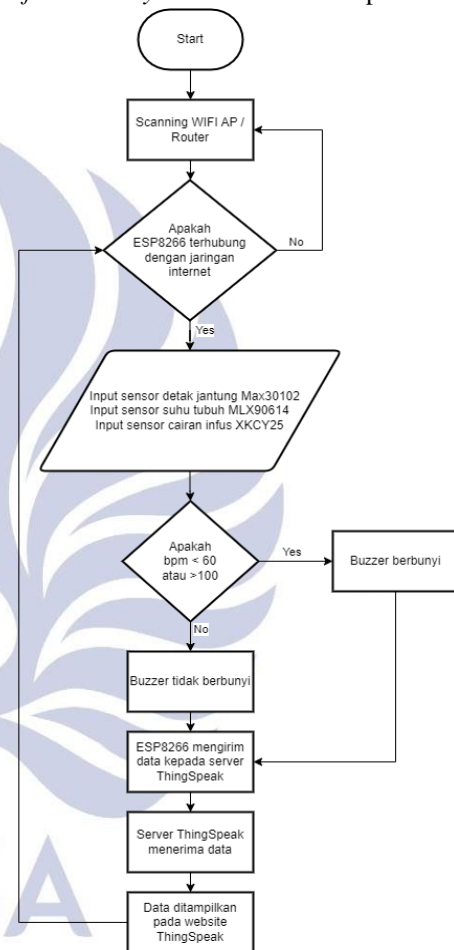 Start
Scanning WIFI AP /
Router
Apakah
ESP8266 terhubung
dengan jaringan
internet
No
Yes
Input sensor detak jantung Max30102
Input sensor suhu tubuh MLX90614
Input sensor cairan infus XKCY25
Apakah
bpm < 60
atau >100
Yes
Buzzer berbunyi
No
Buzzer tidak berbunyi
ESP8266 mengirim
data kepada server
ThingSpeak
Server ThingSpeak
menerima data
Data ditampilkan
pada website
ThingSpeak